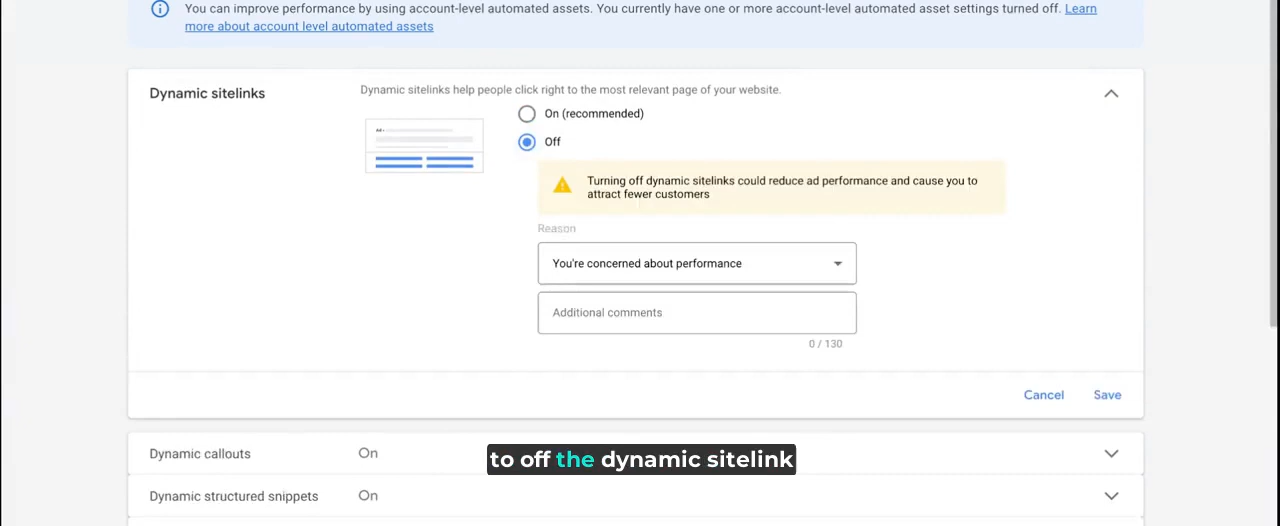 You can improve performance by using account-level automated assets. You currently have one or more account-level automated asset settings turned off. Learn
more about account level automated assets
Dynamic sitelinks
Dynamic sitelinks help people click right to the most relevant page of your website.
On (recommended)
Off
Turning off dynamic sitelinks could reduce ad performance and cause you to
attract fewer customers
Reason
You're concerned about performance
Additional comments
0 / 130
Cancel
Save
Dynamic callouts
On
to off the dynamic sitelink
Dynamic structured snippets
On